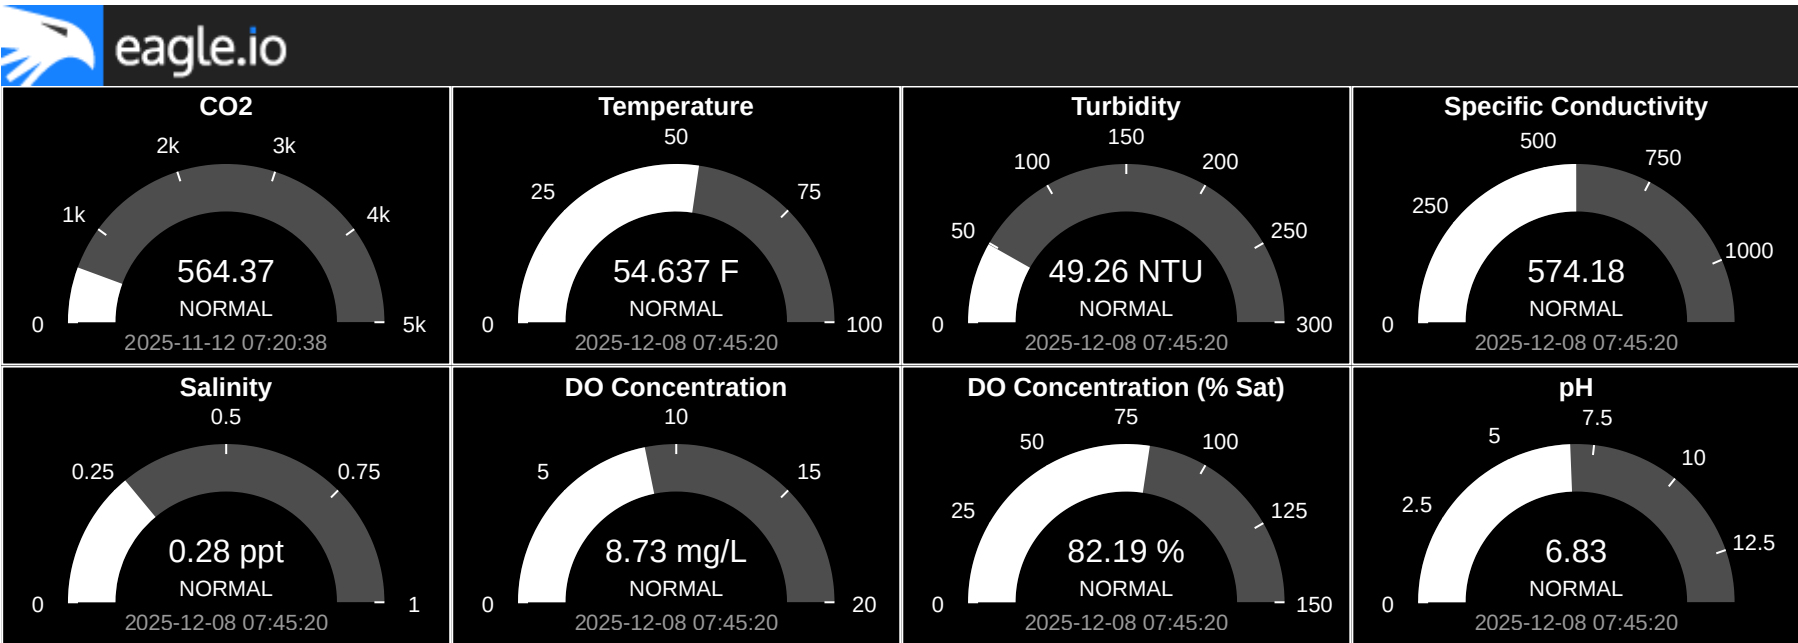 eagle.io
CO2
0
1k
2k
3k
4k
5k
564.37
NORMAL
2025-11-12 07:20:38
Temperature
0
25
50
75
100
54.637 F
NORMAL
2025-12-08 07:45:20
Turbidity
0
50
100
150
200
250
300
49.26 NTU
NORMAL
2025-12-08 07:45:20
Specific Conductivity
0
250
500
750
1000
574.18
NORMAL
2025-12-08 07:45:20
Salinity
0
0.25
0.5
0.75
1
0.28 ppt
NORMAL
2025-12-08 07:45:20
DO Concentration
0
5
10
15
20
8.73 mg/L
NORMAL
2025-12-08 07:45:20
DO Concentration (% Sat)
0
25
50
75
100
125
150
82.19 %
NORMAL
2025-12-08 07:45:20
pH
0
2.5
5
7.5
10
12.5
6.83
NORMAL
2025-12-08 07:45:20